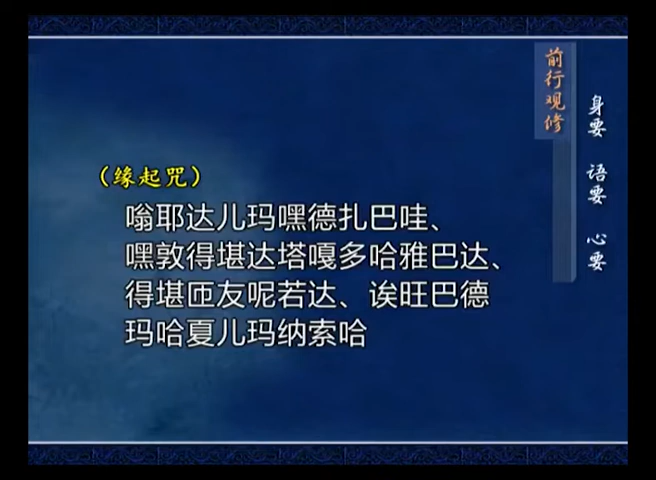 前行观修
身要 语要 心要
（缘起咒）
嗡耶达儿玛嘿德扎巴哇、
嘿敦得堪达塔嘎多哈雅巴达、
得堪匝友呢若达、诶旺巴德
玛哈夏儿玛纳索哈